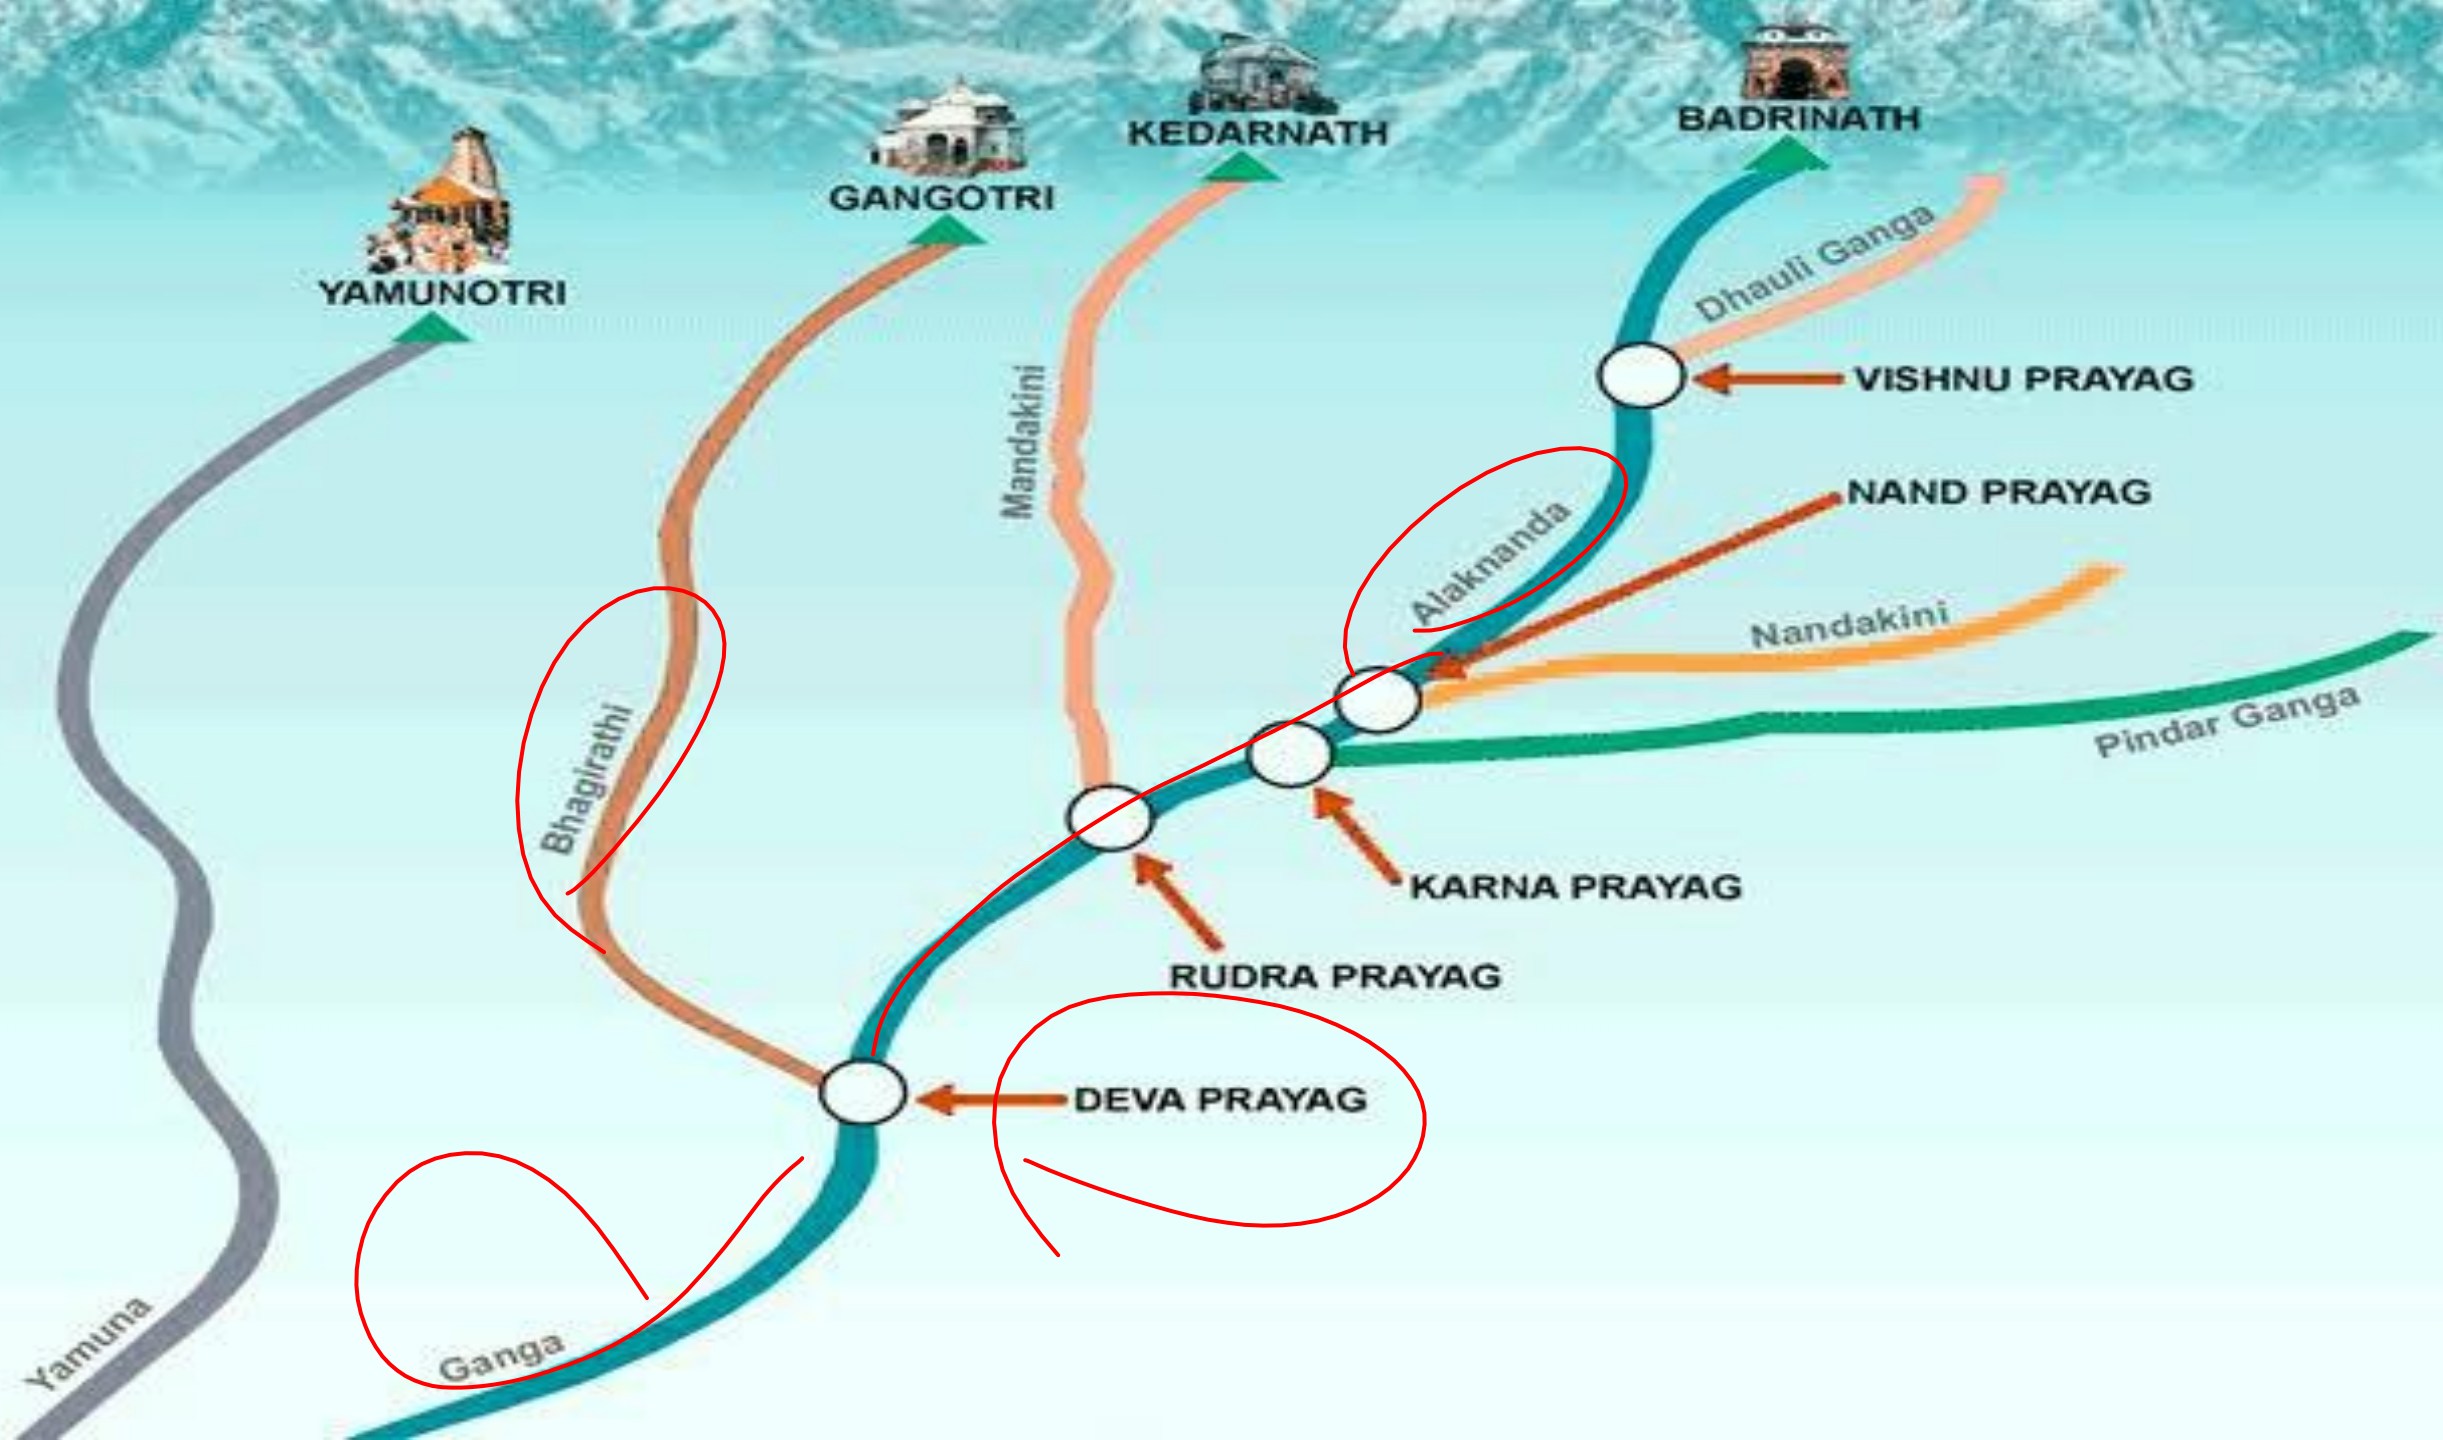 BADRINATH
KEDARNATH
GANGOTRI
YAMUNOTRI
Dhauli Ganga
VISHNU PRAYAG
Mandakini
NAND PRAYAG
Alaknanda
Nandakini
Pindar Ganga
Bhagirathi
KARNA PRAYAG
RUDRA PRAYAG
DEVA PRAYAG
Ganga
Yamuna